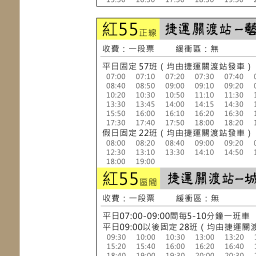 紅55正線 捷運關渡站—藝
收費：一段票 緩衝區：無
平日固定57班（均由捷運關渡站發車）
07:00 07:10 07:20 07:30 07:40
08:40 08:50 09:00 09:10 09:20
10:20 10:30 10:50 11:10 11:30
13:30 13:45 14:00 14:15 14:30
15:50 16:00 16:10 16:20 16:30
17:30 17:40 17:50 18:00 18:20
假日固定22班（均由捷運關渡站發車）
08:00 08:20 08:40 09:00 09:20
12:30 13:10 13:30 14:10 14:50
18:00 19:00
紅55區間 捷運關渡站—城
收費：一段票 緩衝區：無
平日07:00-09:00間每5-10分鐘一班車
平日09:00以後固定28班（均由捷運關渡
09:30 10:00 10:30 13:00 13:20
15:20 15:40 16:00 16:20 16:40
18:40 19:00 19:30 20:00 20:30